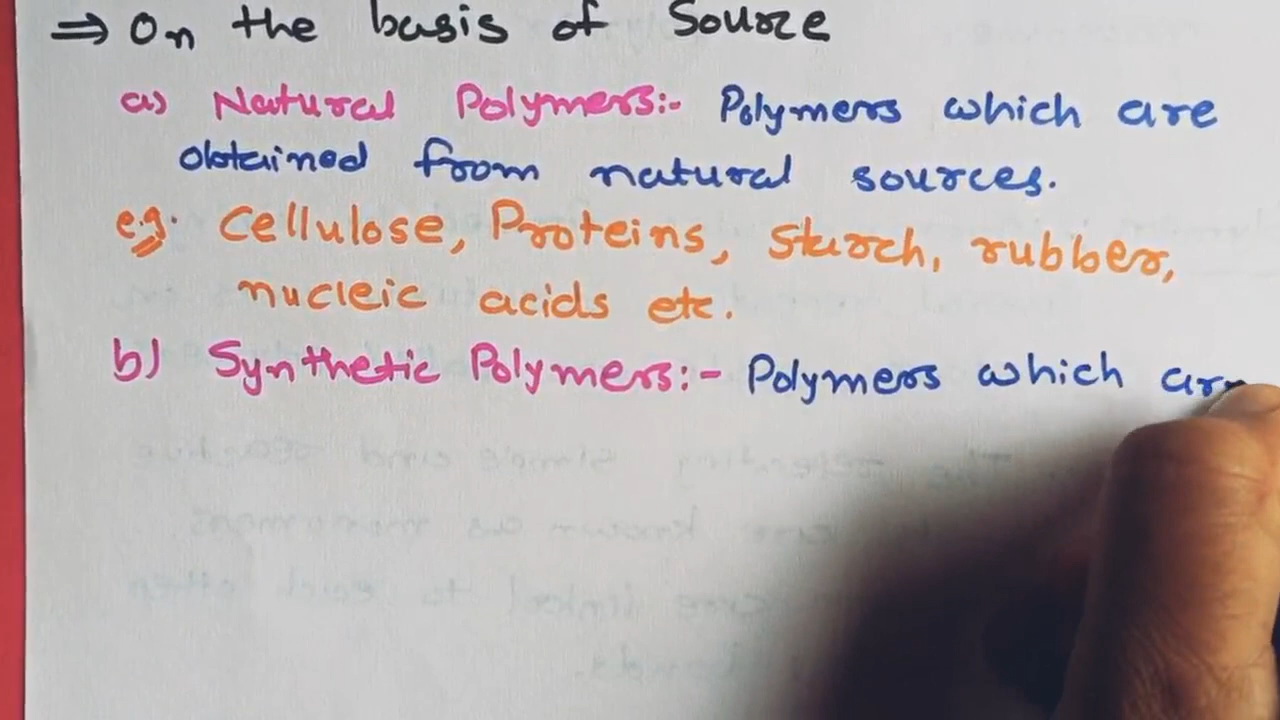 ⇒ On the basis of Source
a) Natural Polymers:- Polymers which are
obtained from natural sources.
e.g. Cellulose, Proteins, Starch, rubber,
nucleic acids etc.
b) Synthetic Polymers:- Polymers which are